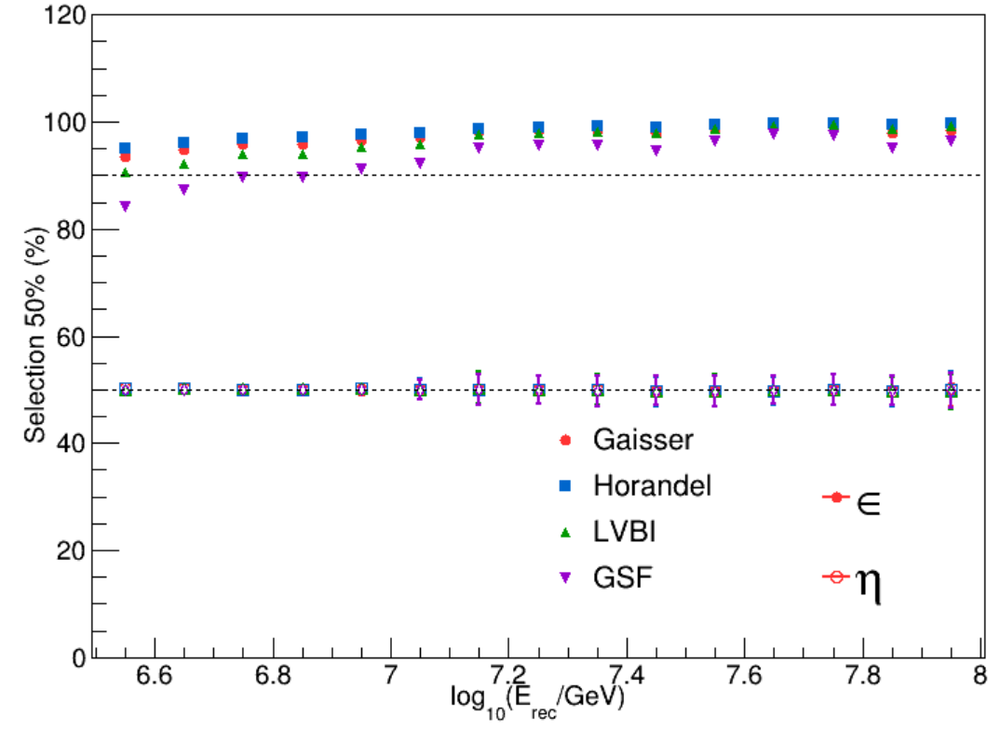 120
100
80
60
40
20
0
Selection 50% (%)
Gaisser
Horandel
LVBI
GSF
∈
η
6.6 6.8 7 7.2 7.4 7.6 7.8 8
log₁₀(E_rec/GeV)